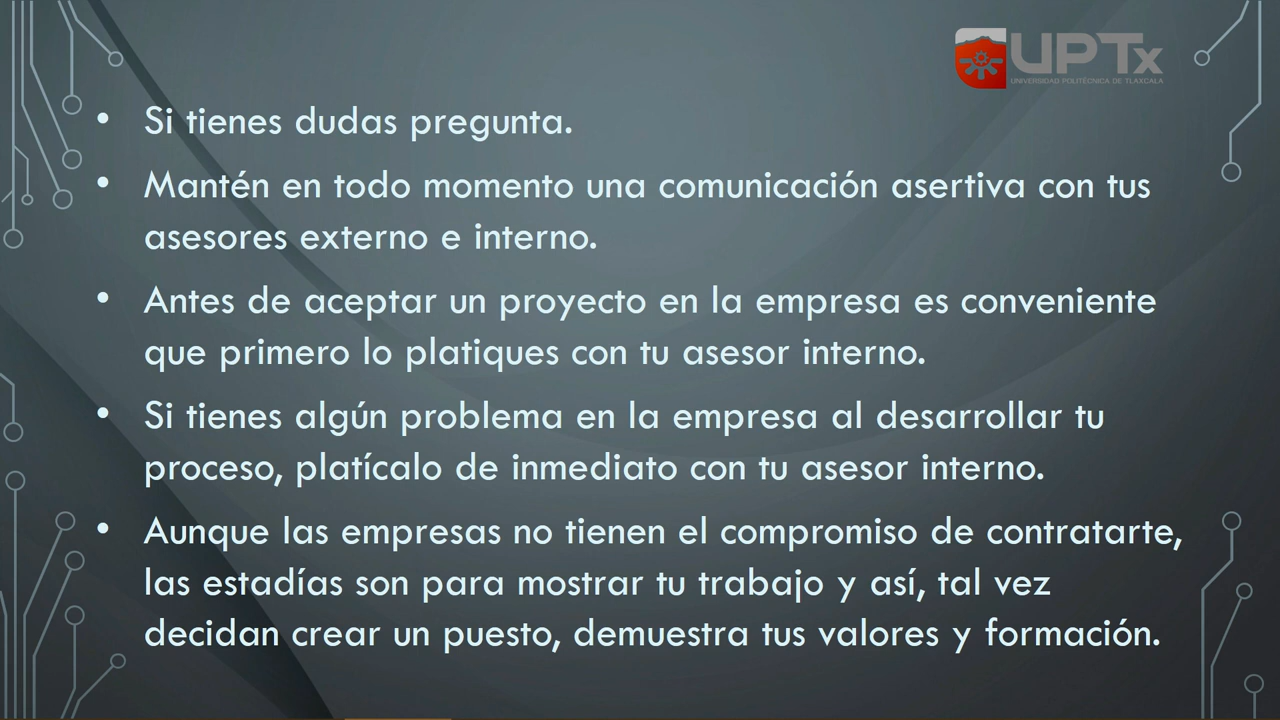 UPTx
UNIVERSIDAD POLITÉCNICA DE TLAXCALA
• Si tienes dudas pregunta.
• Mantén en todo momento una comunicación asertiva con tus
asesores externo e interno.
• Antes de aceptar un proyecto en la empresa es conveniente
que primero lo platiques con tu asesor interno.
• Si tienes algún problema en la empresa al desarrollar tu
proceso, platícalo de inmediato con tu asesor interno.
• Aunque las empresas no tienen el compromiso de contratarte,
las estadías son para mostrar tu trabajo y así, tal vez
decidan crear un puesto, demuestra tus valores y formación.